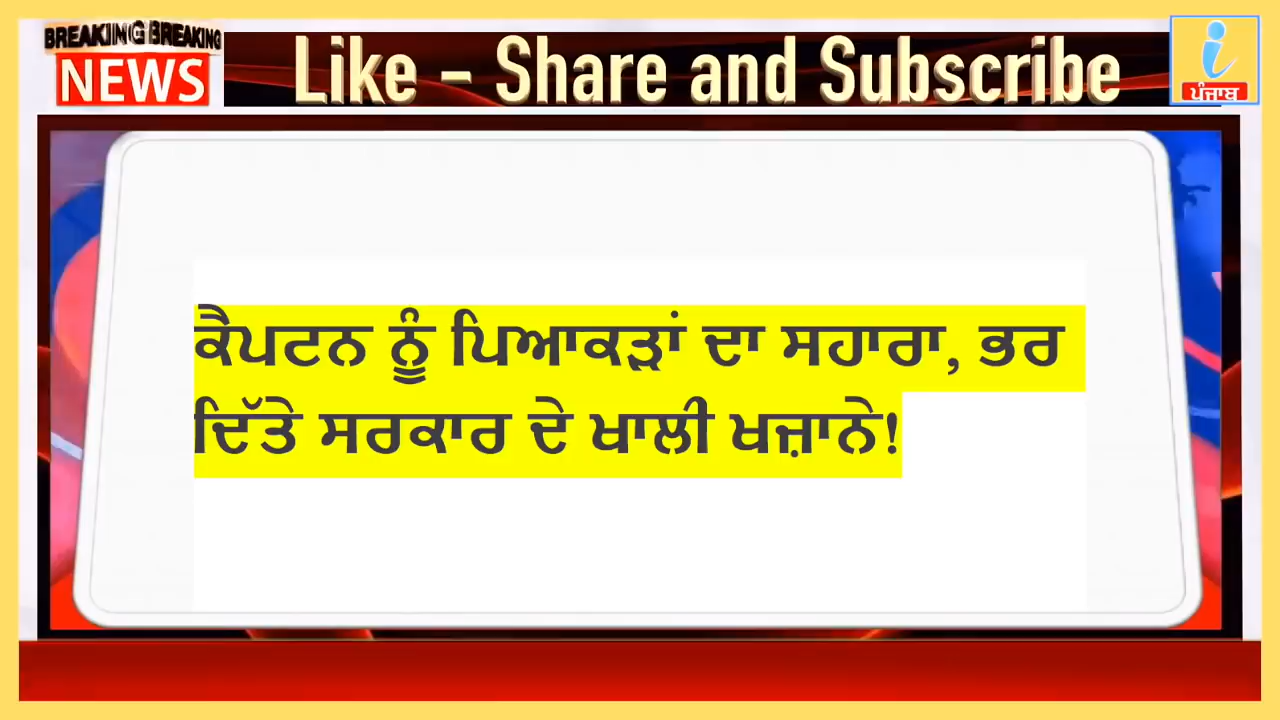 BREAKING BREAKING
NEWS
Like – Share and Subscribe
i
ਪੰਜਾਬ
ਕੈਪਟਨ ਨੂੰ ਪਿਆਕੜਾਂ ਦਾ ਸਹਾਰਾ, ਭਰ
ਦਿੱਤੇ ਸਰਕਾਰ ਦੇ ਖਾਲੀ ਖਜ਼ਾਨੇ!